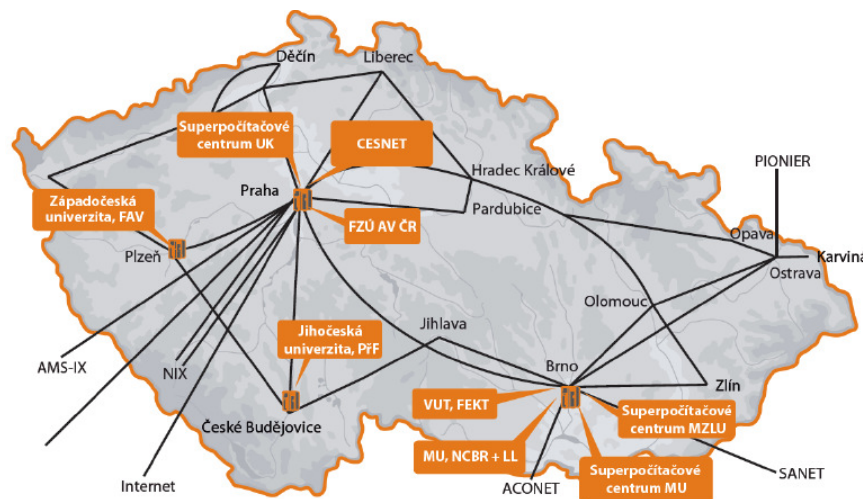 Děčín
Liberec
Superpočítačové
centrum UK
CESNET
PIONIER
Hradec Králové
Praha
Západočeská
univerzita, FAV
Pardubice
FZÚ AV ČR
Opava
Plzeň
Karviná
Ostrava
Olomouc
Jihočeská
univerzita, PřF
Jihlava
AMS-IX
NIX
Brno
Zlín
VUT, FEKT
Superpočítačové
centrum MZLU
České Budějovice
MU, NCBR + LL
Superpočítačové
centrum MU
SANET
Internet
ACONET